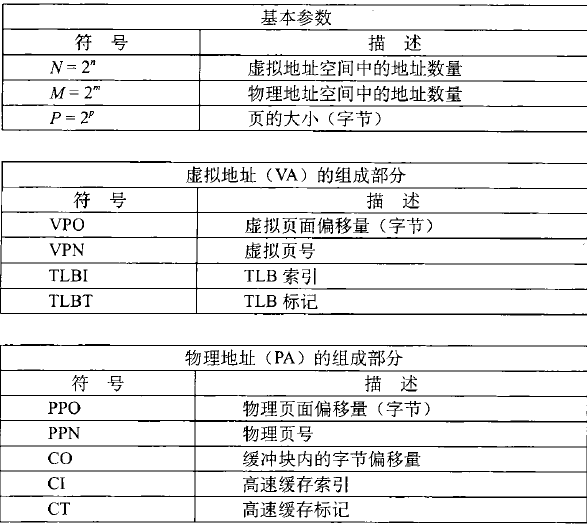 基本参数
符 号 描 述
N = 2ⁿ 虚拟地址空间中的地址数量
M = 2ᵐ 物理地址空间中的地址数量
P = 2ᵖ 页的大小（字节）
虚拟地址（VA）的组成部分
符 号 描 述
VPO 虚拟页面偏移量（字节）
VPN 虚拟页号
TLBI TLB 索引
TLBT TLB 标记
物理地址（PA）的组成部分
符 号 描 述
PPO 物理页面偏移量（字节）
PPN 物理页号
CO 缓冲块内的字节偏移量
CI 高速缓存索引
CT 高速缓存标记